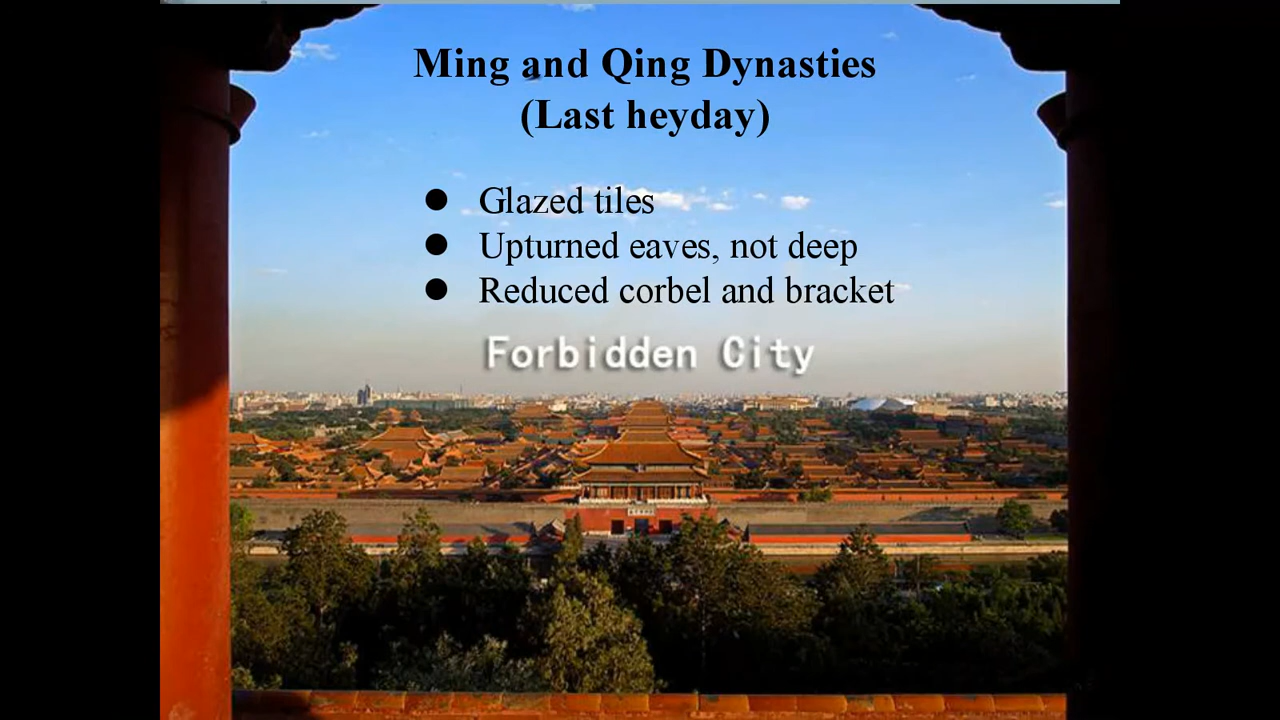 Ming and Qing Dynasties
(Last heyday)
● Glazed tiles
● Upturned eaves, not deep
● Reduced corbel and bracket
Forbidden City